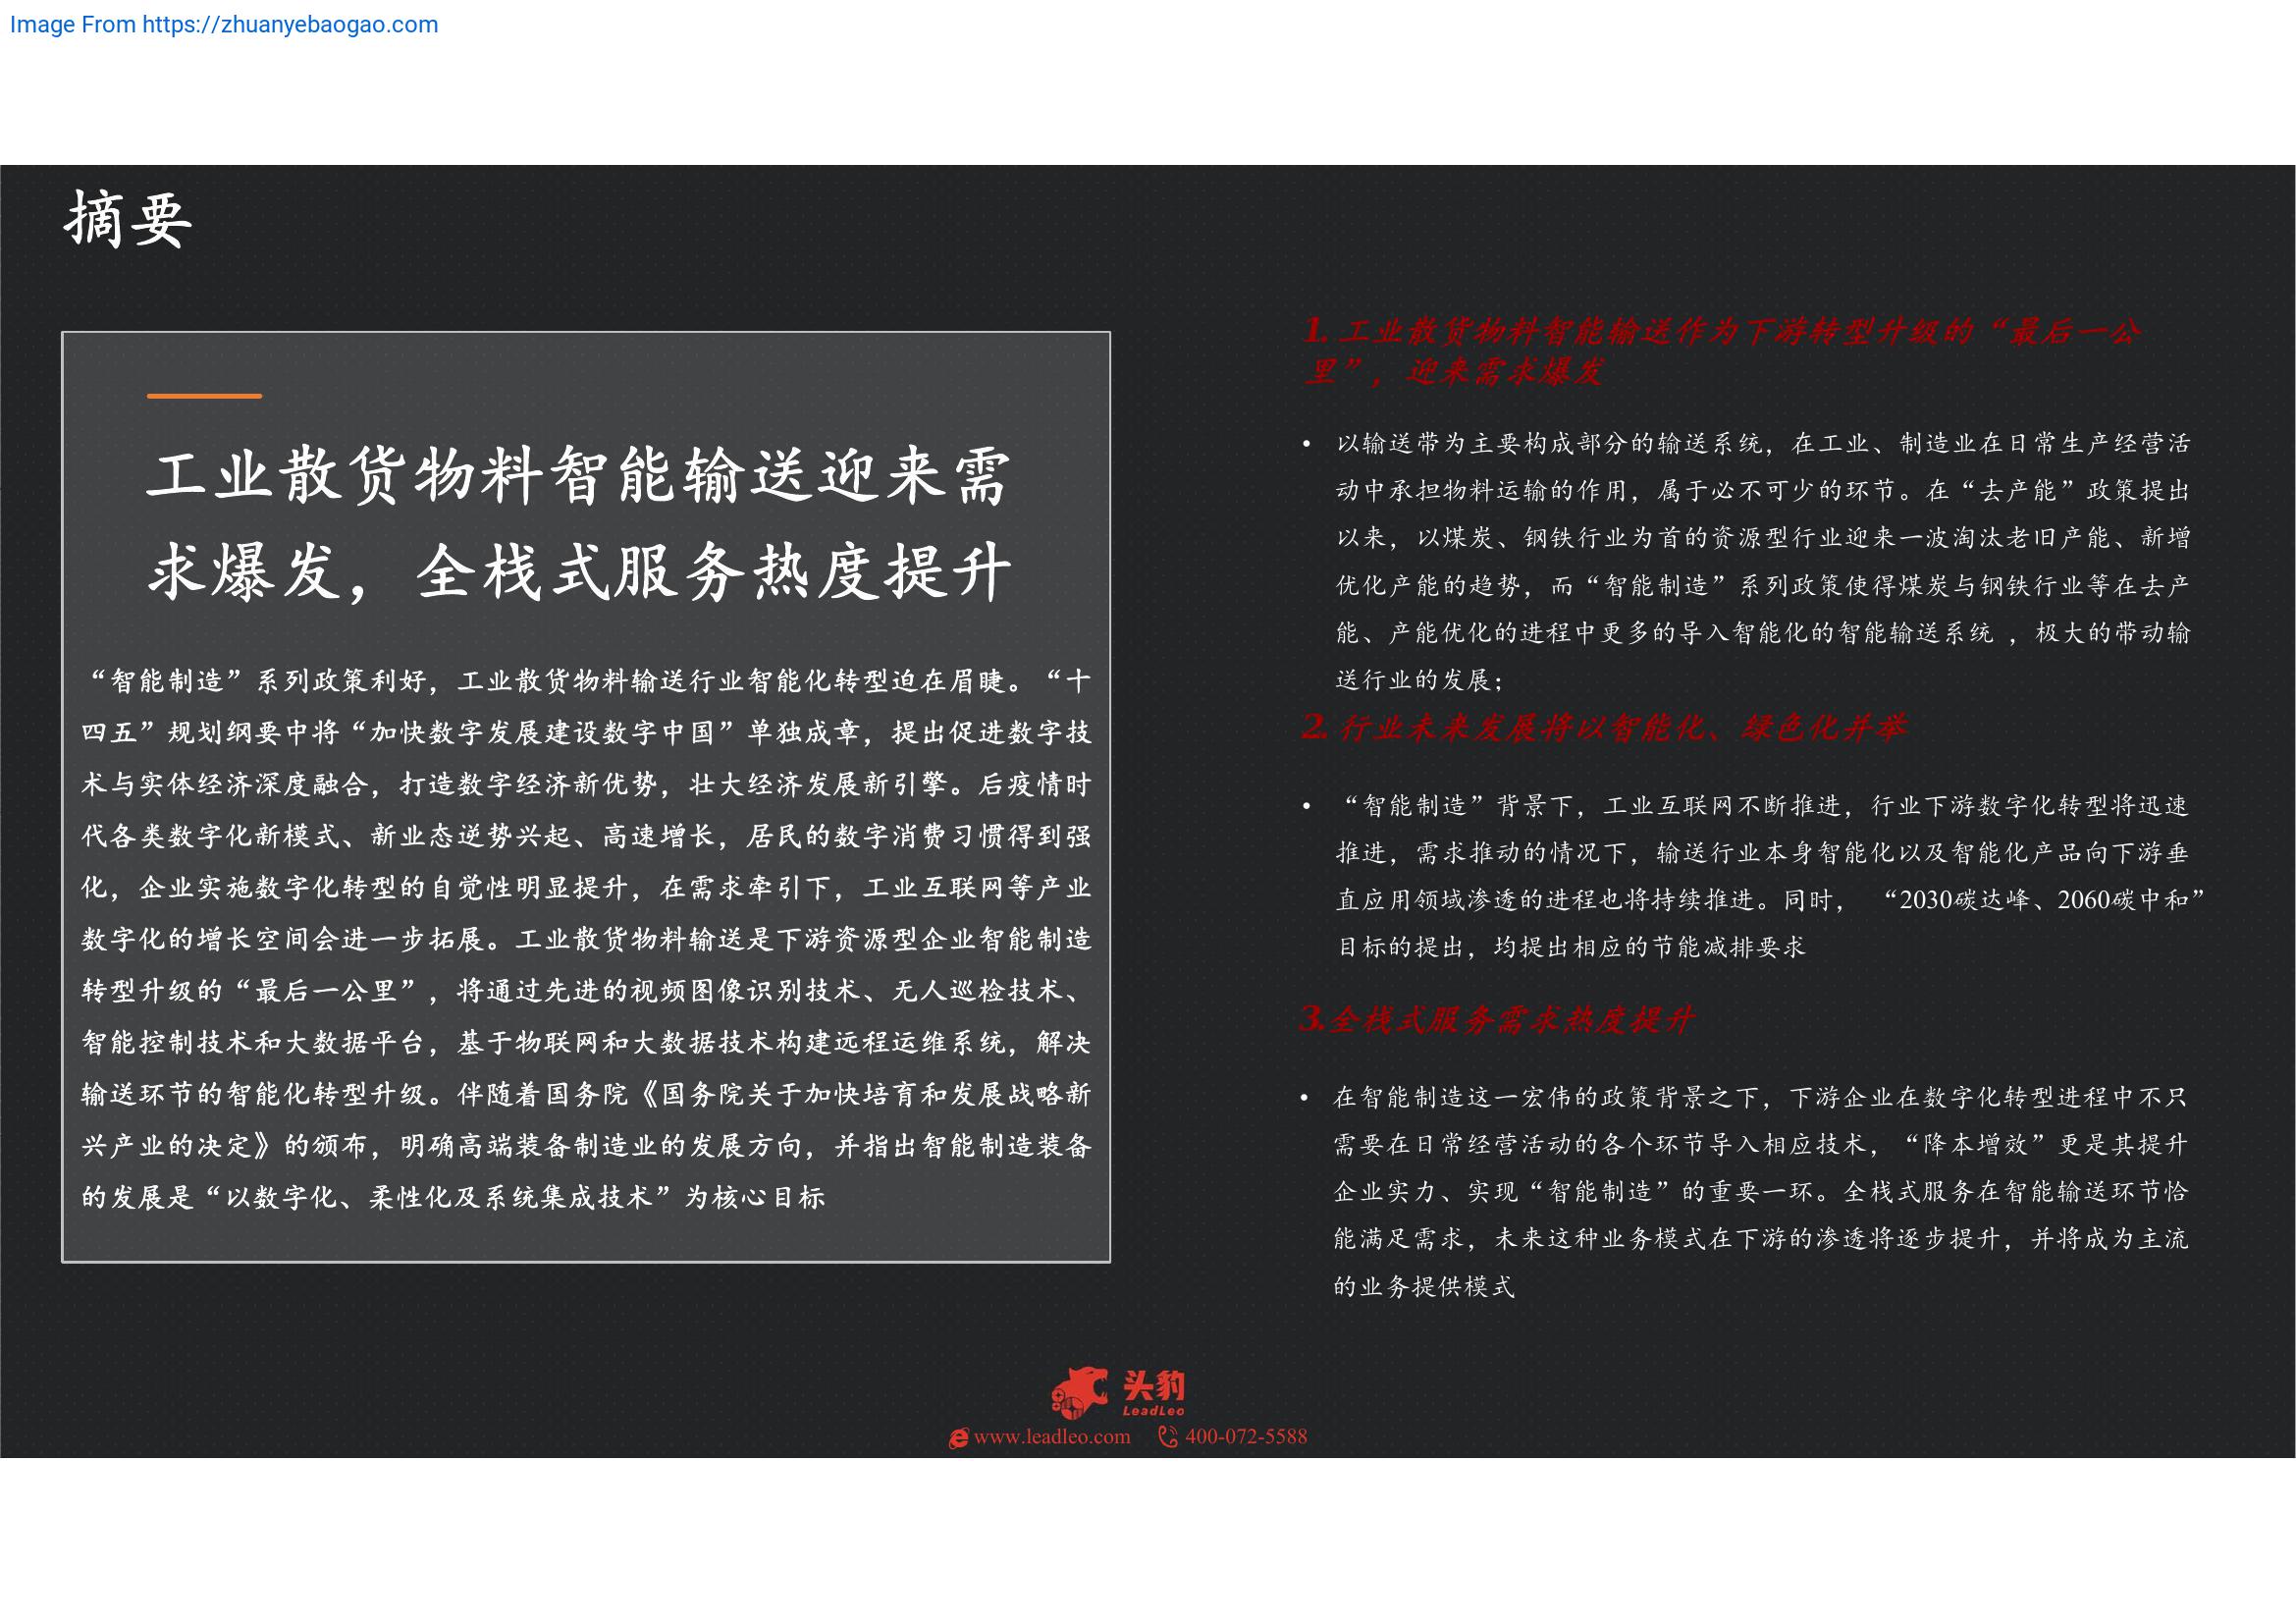 Image From https://zhuanyebaogao.com
摘要
工业散货物料智能输送迎来需
求爆发，全栈式服务热度提升
“智能制造”系列政策利好，工业散货物料输送行业智能化转型迫在眉睫。“十
四五”规划纲要中将“加快数字发展建设数字中国”单独成章，提出促进数字技
术与实体经济深度融合，打造数字经济新优势，壮大经济发展新引擎。后疫情时
代各类数字化新模式、新业态逆势兴起、高速增长，居民的数字消费习惯得到强
化，企业实施数字化转型的自觉性明显提升，在需求牵引下，工业互联网等产业
数字化的增长空间会进一步拓展。工业散货物料输送是下游资源型企业智能制造
转型升级的“最后一公里”，将通过先进的视频图像识别技术、无人巡检技术、
智能控制技术和大数据平台，基于物联网和大数据技术构建远程运维系统，解决
输送环节的智能化转型升级。伴随着国务院《国务院关于加快培育和发展战略新
兴产业的决定》的颁布，明确高端装备制造业的发展方向，并指出智能制造装备
的发展是“以数字化、柔性化及系统集成技术”为核心目标
1. 工业散货物料智能输送作为下游转型升级的“最后一公
里”，迎来需求爆发
• 以输送带为主要构成部分的输送系统，在工业、制造业在日常生产经营活
动中承担物料运输的作用，属于必不可少的环节。在“去产能”政策提出
以来，以煤炭、钢铁行业为首的资源型行业迎来一波淘汰老旧产能、新增
优化产能的趋势，而“智能制造”系列政策使得煤炭与钢铁行业等在去产
能、产能优化的进程中更多的导入智能化的智能输送系统 ，极大的带动输
送行业的发展；
2. 行业未来发展将以智能化、绿色化并举
• “智能制造”背景下，工业互联网不断推进，行业下游数字化转型将迅速
推进，需求推动的情况下，输送行业本身智能化以及智能化产品向下游垂
直应用领域渗透的进程也将持续推进。同时， “2030碳达峰、2060碳中和”
目标的提出，均提出相应的节能减排要求
3.全栈式服务需求热度提升
• 在智能制造这一宏伟的政策背景之下，下游企业在数字化转型进程中不只
需要在日常经营活动的各个环节导入相应技术，“降本增效”更是其提升
企业实力、实现“智能制造”的重要一环。全栈式服务在智能输送环节恰
能满足需求，未来这种业务模式在下游的渗透将逐步提升，并将成为主流
的业务提供模式
头豹
LeadLeo
www.leadleo.com 400-072-5588